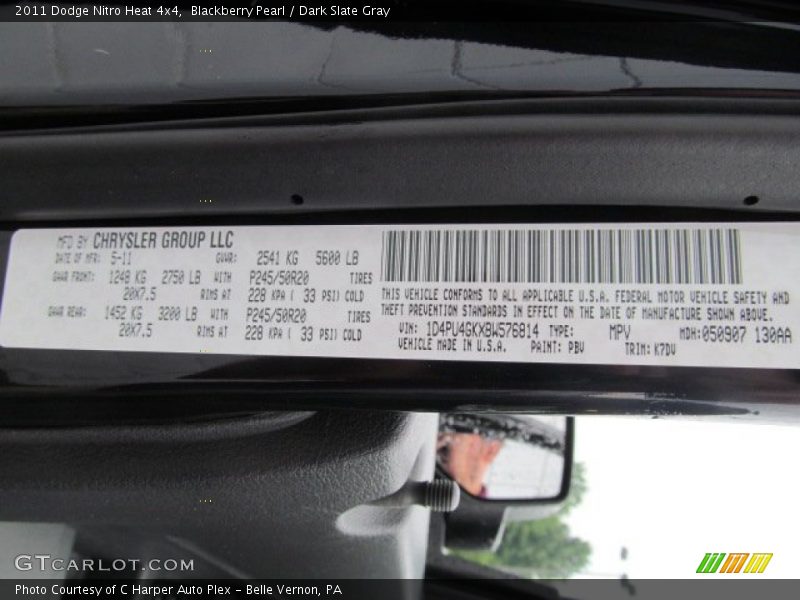 2011 Dodge Nitro Heat 4x4, Blackberry Pearl / Dark Slate Gray
MFD BY CHRYSLER GROUP LLC
DATE OF MFR: 5-11 GVWR: 2541 KG 5600 LB
GAWR FRONT: 1248 KG 2750 LB WITH P245/50R20 TIRES
20X7.5 RIMS AT 228 KPA ( 33 PSI) COLD
GAWR REAR: 1452 KG 3200 LB WITH P245/50R20 TIRES
20X7.5 RIMS AT 228 KPA ( 33 PSI) COLD
THIS VEHICLE CONFORMS TO ALL APPLICABLE U.S.A. FEDERAL MOTOR VEHICLE SAFETY AND
THEFT PREVENTION STANDARDS IN EFFECT ON THE DATE OF MANUFACTURE SHOWN ABOVE.
VIN: 1D4PU4GKXBW576814 TYPE: MPV MDH:050907 130AA
VEHICLE MADE IN U.S.A. PAINT: PBV TRIM:K7DV
GTCARLOT.COM
Photo Courtesy of C Harper Auto Plex - Belle Vernon, PA